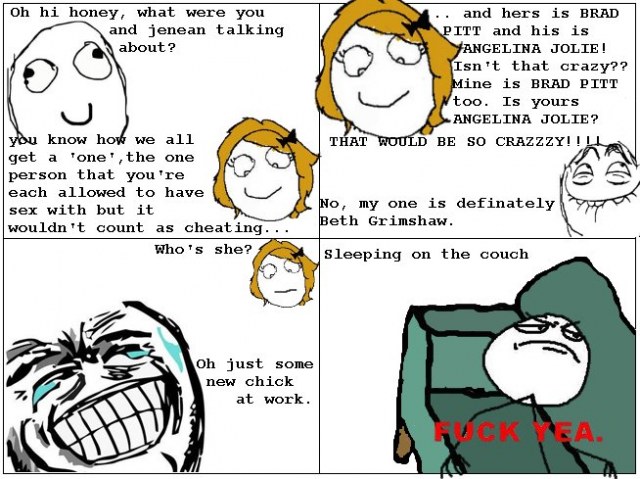 Oh hi honey, what were you
and jenean talking
about?
you know how we all
get a 'one',the one
person that you're
each allowed to have
sex with but it
wouldn't count as cheating...
.. and hers is BRAD
PITT and his is
ANGELINA JOLIE!
Isn't that crazy??
Mine is BRAD PITT
too. Is yours
ANGELINA JOLIE?
THAT WOULD BE SO CRAZZZY!!!!
No, my one is definately
Beth Grimshaw.
Who's she?
Oh just some
new chick
at work.
Sleeping on the couch
FUCK YEA.